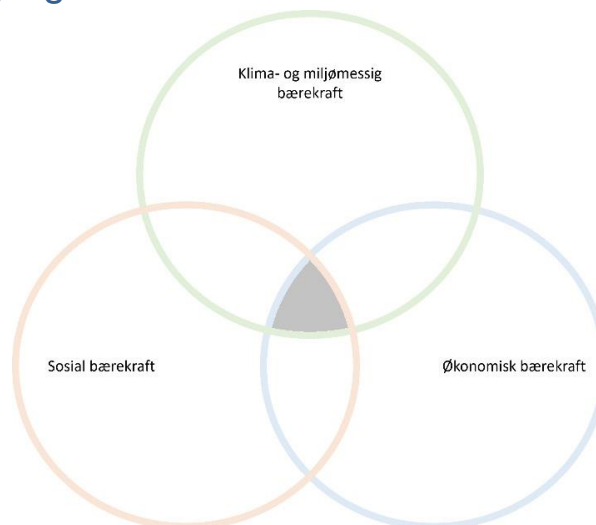 Klima- og miljømessig
bærekraft
Sosial bærekraft
Økonomisk bærekraft